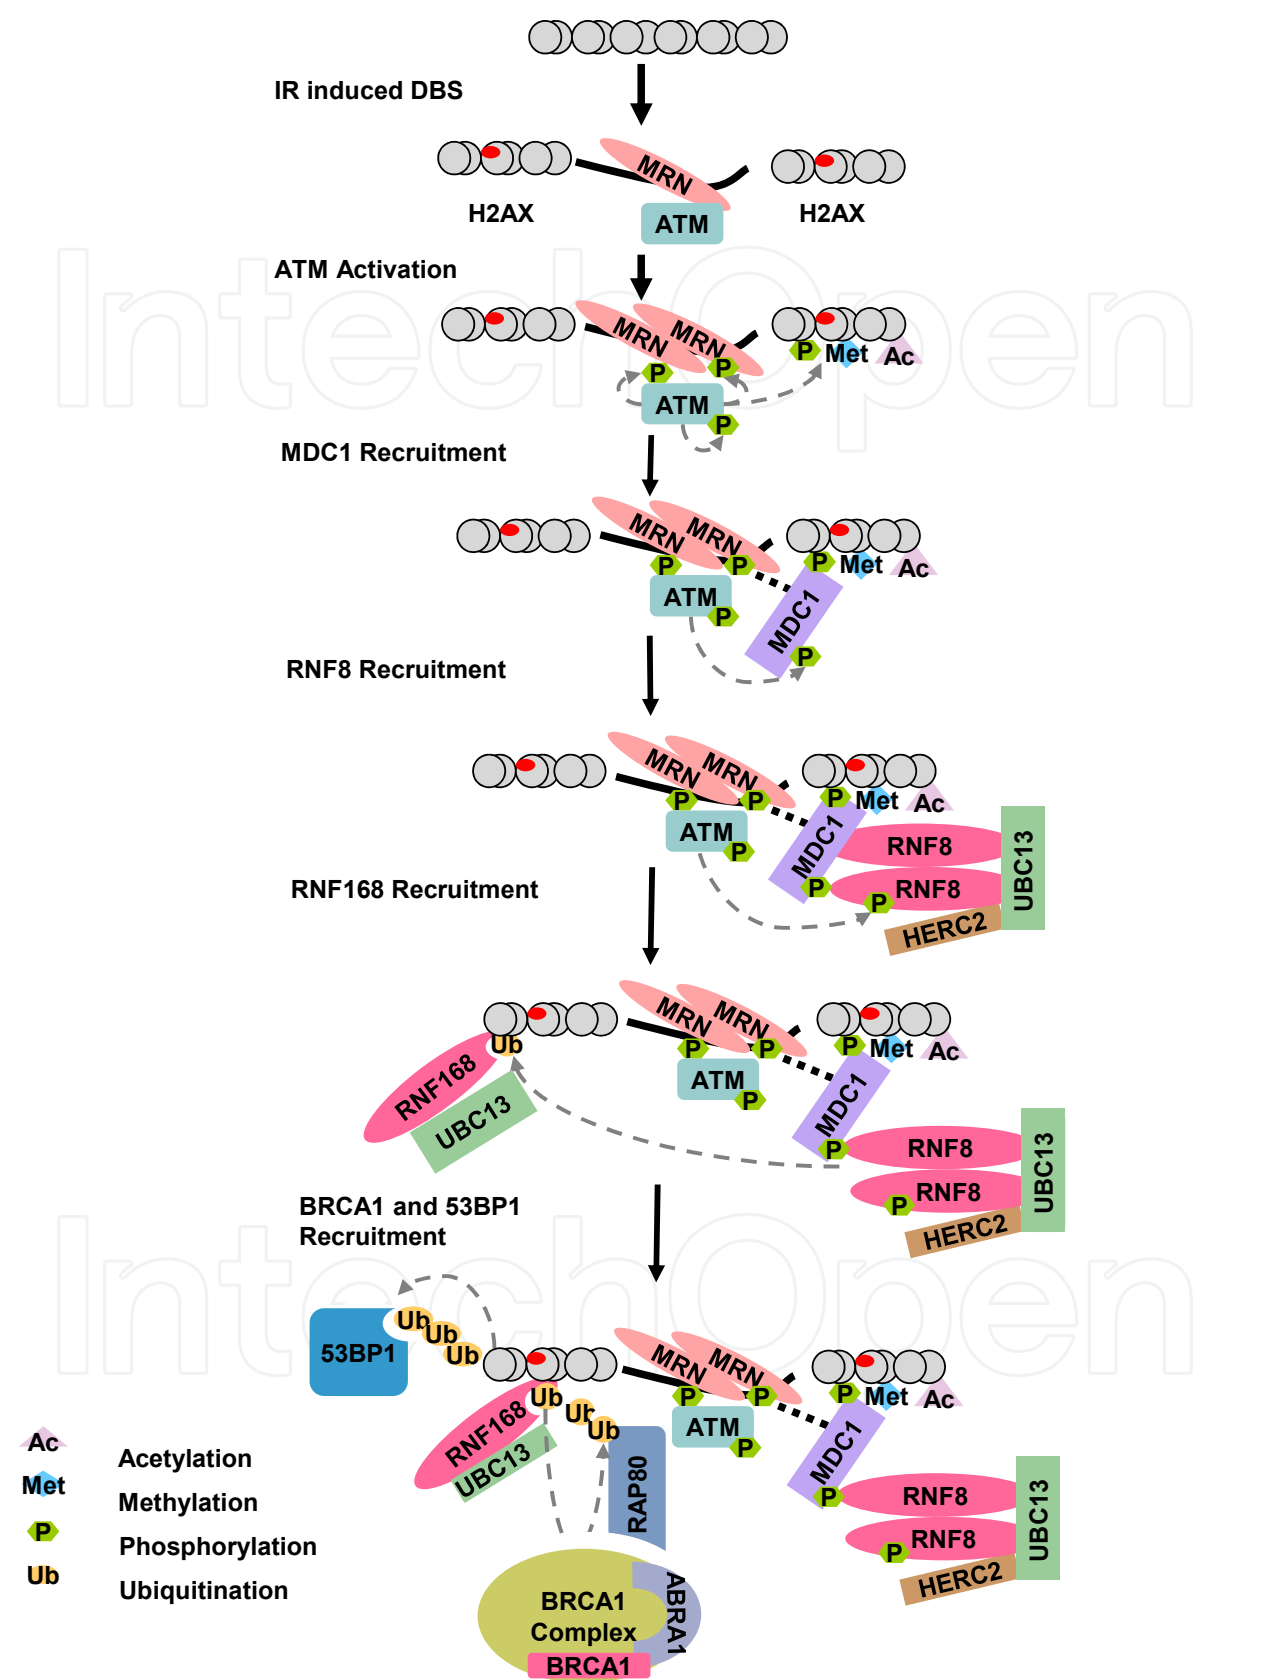 IR induced DBS
MRN
H2AX
ATM
H2AX
ATM Activation
MRN
MRN
P
Met
Ac
P
P
ATM
P
MDC1 Recruitment
MRN
MRN
P
Met
Ac
P
P
ATM
P
MDC1
P
RNF8 Recruitment
MRN
MRN
P
Met
Ac
P
P
ATM
P
MDC1
P
RNF8
RNF8
P
UBC13
HERC2
RNF168 Recruitment
MRN
MRN
P
Met
Ac
Ub
P
P
RNF168
UBC13
ATM
P
MDC1
P
RNF8
RNF8
P
UBC13
HERC2
BRCA1 and 53BP1
Recruitment
Ub
Ub
Ub
53BP1
MRN
MRN
P
Met
Ac
P
P
Ub
Ub
Ub
RNF168
UBC13
ATM
P
MDC1
P
RNF8
RNF8
P
UBC13
HERC2
RAP80
ABRA1
BRCA1
Complex
BRCA1
Ac
Acetylation
Met
Methylation
P
Phosphorylation
Ub
Ubiquitination
IntechOpen
IntechOpen